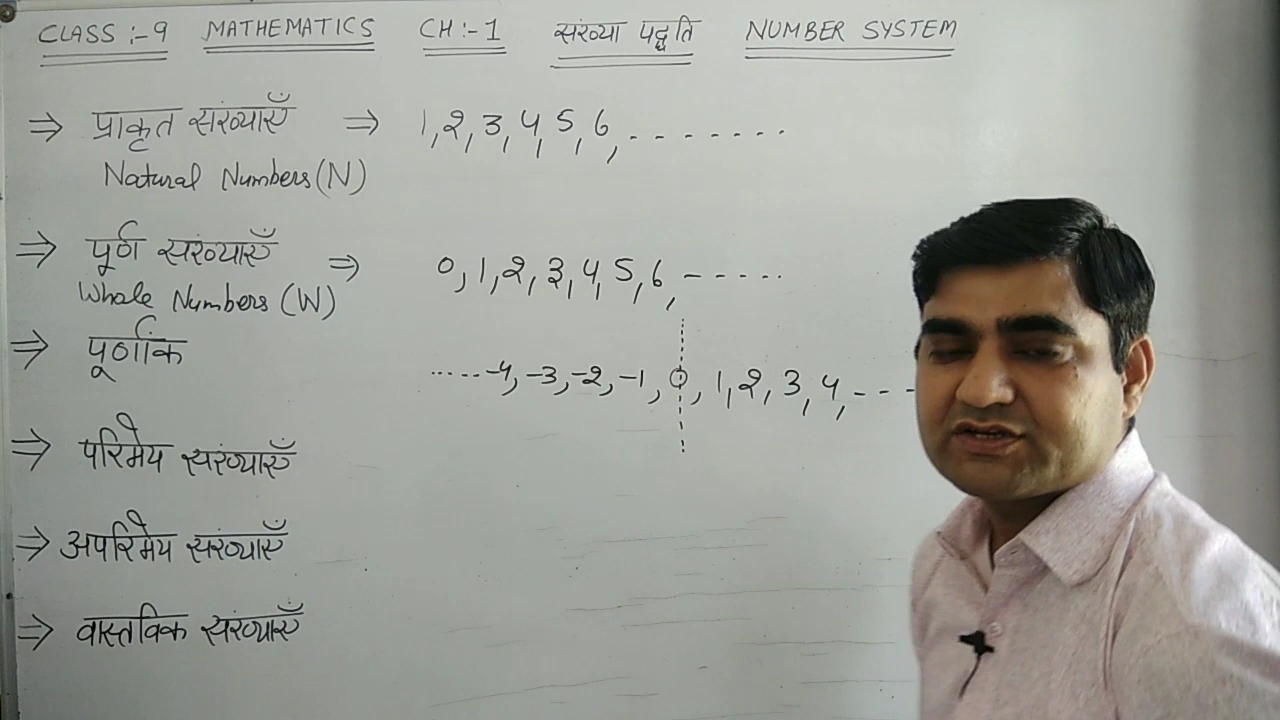 CLASS :- 9 MATHEMATICS CH :- 1 संख्या पद्धति NUMBER SYSTEM
⇒ प्राकृत संख्याएँ ⇒ 1, 2, 3, 4, 5, 6, - - - - - - - -
Natural Numbers (N)
⇒ पूर्ण संख्याएँ ⇒ 0, 1, 2, 3, 4, 5, 6, - - - - -
Whole Numbers (W)
⇒ पूर्णांक ..... -4, -3, -2, -1, 0, 1, 2, 3, 4, - - -
⇒ परिमेय संख्याएँ
⇒ अपरिमेय संख्याएँ
⇒ वास्तविक संख्याएँ